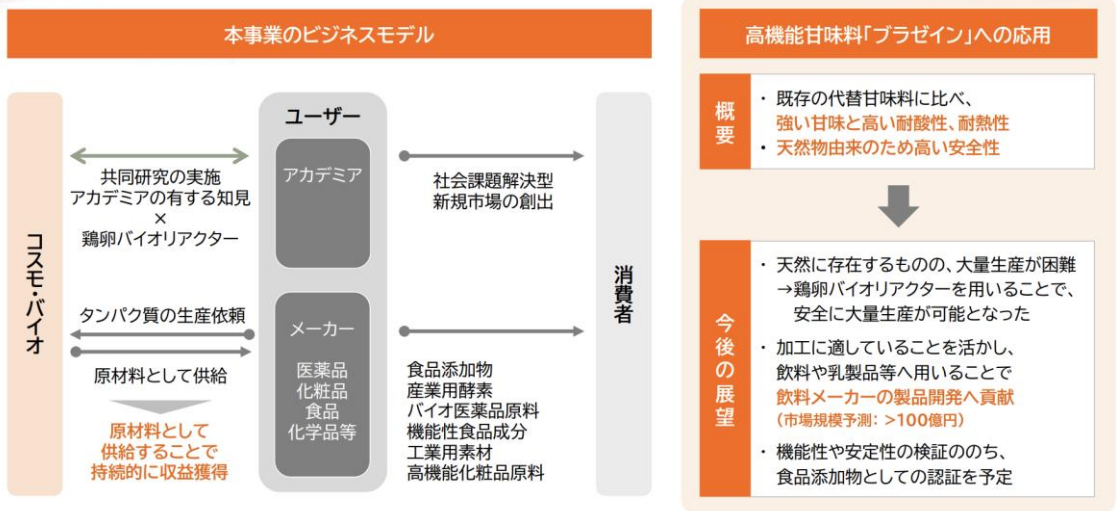 本事業のビジネスモデル
コスモ・バイオ
共同研究の実施
アカデミアの有する知見
×
鶏卵バイオリアクター
タンパク質の生産依頼
原材料として供給
原材料として
供給することで
持続的に収益獲得
ユーザー
アカデミア
メーカー
医薬品
化粧品
食品
化学品等
社会課題解決型
新規市場の創出
食品添加物
産業用酵素
バイオ医薬品原料
機能性食品成分
工業用素材
高機能化粧品原料
消費者
高機能甘味料「ブラゼイン」への応用
概要
・ 既存の代替甘味料に比べ、
強い甘味と高い耐酸性、耐熱性
・ 天然物由来のため高い安全性
今後の展望
・ 天然に存在するものの、大量生産が困難
→鶏卵バイオリアクターを用いることで、
安全に大量生産が可能となった
・ 加工に適していることを活かし、
飲料や乳製品等へ用いることで
飲料メーカーの製品開発へ貢献
(市場規模予測: >100億円)
・ 機能性や安定性の検証ののち、
食品添加物としての認証を予定